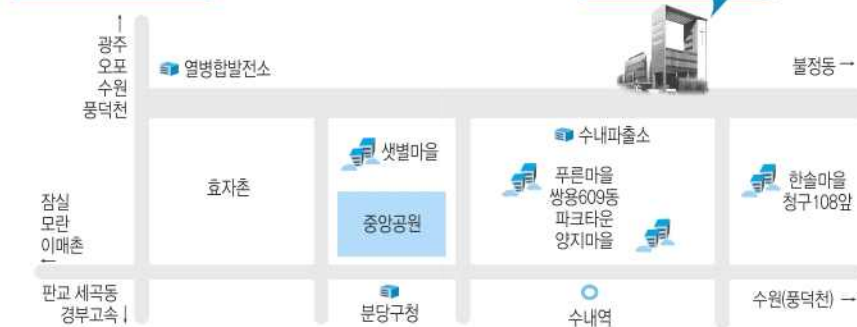 광주
오포
수원
풍덕천
열병합발전소
불정동 →
수내파출소
샛별마을
효자촌
중앙공원
푸른마을
쌍용609동
파크타운
양지마을
한솔마을
청구108앞
잠실
모란
이매촌
←
판교 세곡동
경부고속↓
분당구청
수내역
수원(풍덕천) →